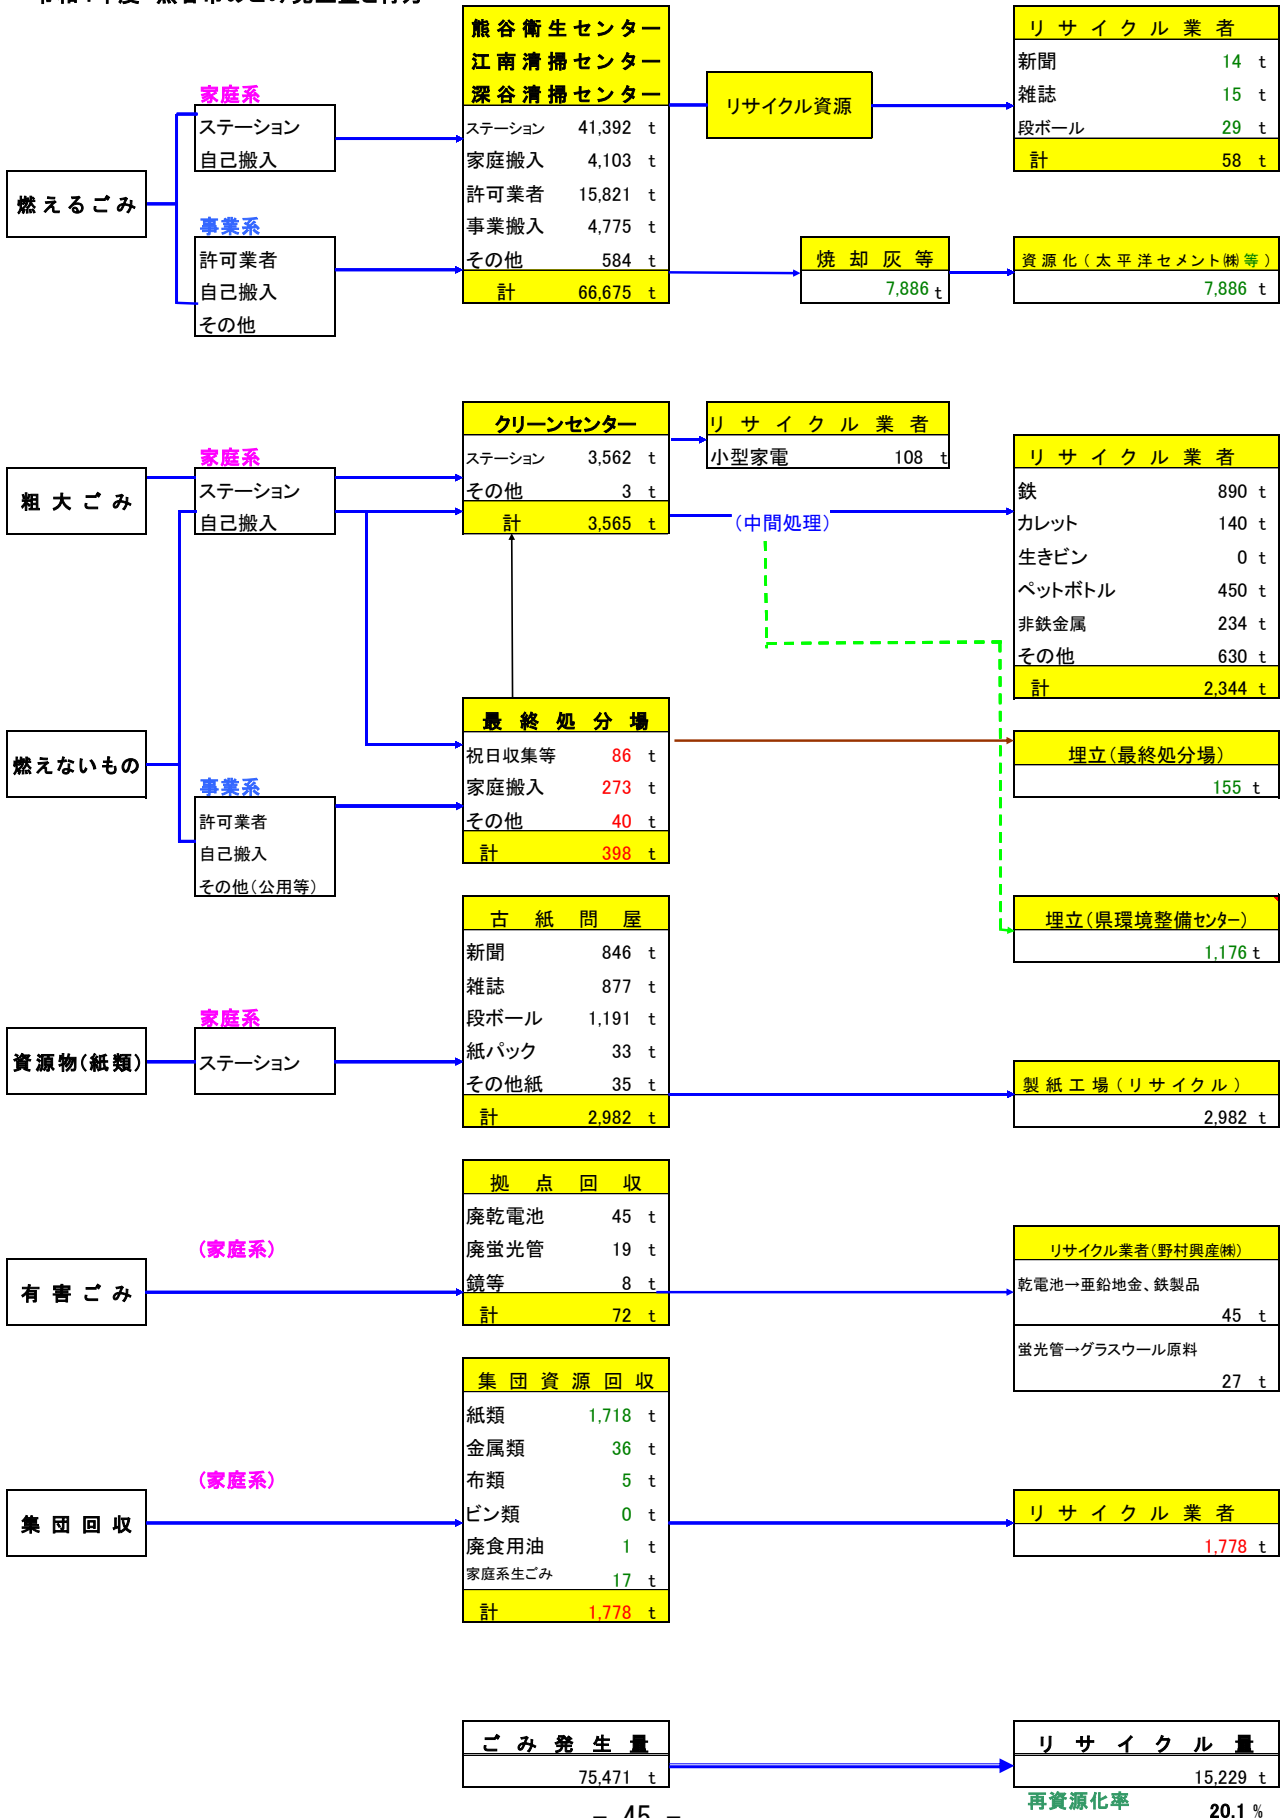 熊谷衛生センター
江南清掃センター
深谷清掃センター
ステーション 41,392 t
家庭搬入 4,103 t
許可業者 15,821 t
事業搬入 4,775 t
その他 584 t
計 66,675 t
リサイクル資源
リサイクル業者
新聞 14 t
雑誌 15 t
段ボール 29 t
計 58 t
燃えるごみ
家庭系
ステーション
自己搬入
事業系
許可業者
自己搬入
その他
焼却灰等
7,886 t
資源化(太平洋セメント㈱等)
7,886 t
粗大ごみ
家庭系
ステーション
自己搬入
クリーンセンター
ステーション 3,562 t
その他 3 t
計 3,565 t
リサイクル業者
小型家電 108 t
(中間処理)
リサイクル業者
鉄 890 t
カレット 140 t
生きビン 0 t
ペットボトル 450 t
非鉄金属 234 t
その他 630 t
計 2,344 t
燃えないもの
事業系
許可業者
自己搬入
その他(公用等)
最終処分場
祝日収集等 86 t
家庭搬入 273 t
その他 40 t
計 398 t
埋立(最終処分場)
155 t
埋立(県環境整備センター)
1,176 t
資源物(紙類)
家庭系
ステーション
古紙問屋
新聞 846 t
雑誌 877 t
段ボール 1,191 t
紙パック 33 t
その他紙 35 t
計 2,982 t
製紙工場(リサイクル)
2,982 t
有害ごみ
(家庭系)
拠点回収
廃乾電池 45 t
廃蛍光管 19 t
鏡等 8 t
計 72 t
リサイクル業者(野村興産㈱)
乾電池→亜鉛地金、鉄製品
45 t
蛍光管→グラスウール原料
27 t
集団回収
(家庭系)
集団資源回収
紙類 1,718 t
金属類 36 t
布類 5 t
ビン類 0 t
廃食用油 1 t
家庭系生ごみ 17 t
計 1,778 t
リサイクル業者
1,778 t
ごみ発生量
75,471 t
リサイクル量
15,229 t
再資源化率
20.1 %
- 45 -